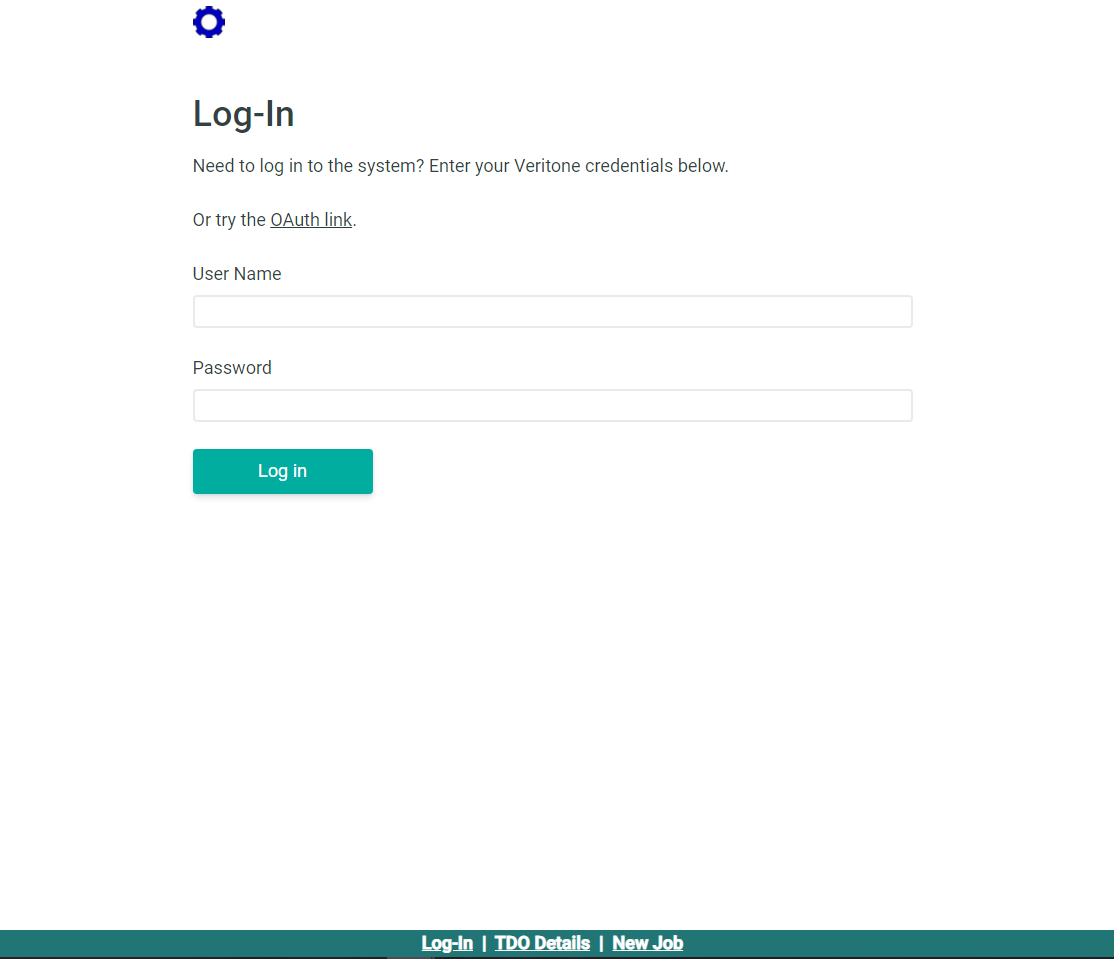 Log-In
Need to log in to the system? Enter your Veritone credentials below.
Or try the OAuth link.
User Name
Password
Log in
Log-In | TDO Details | New Job